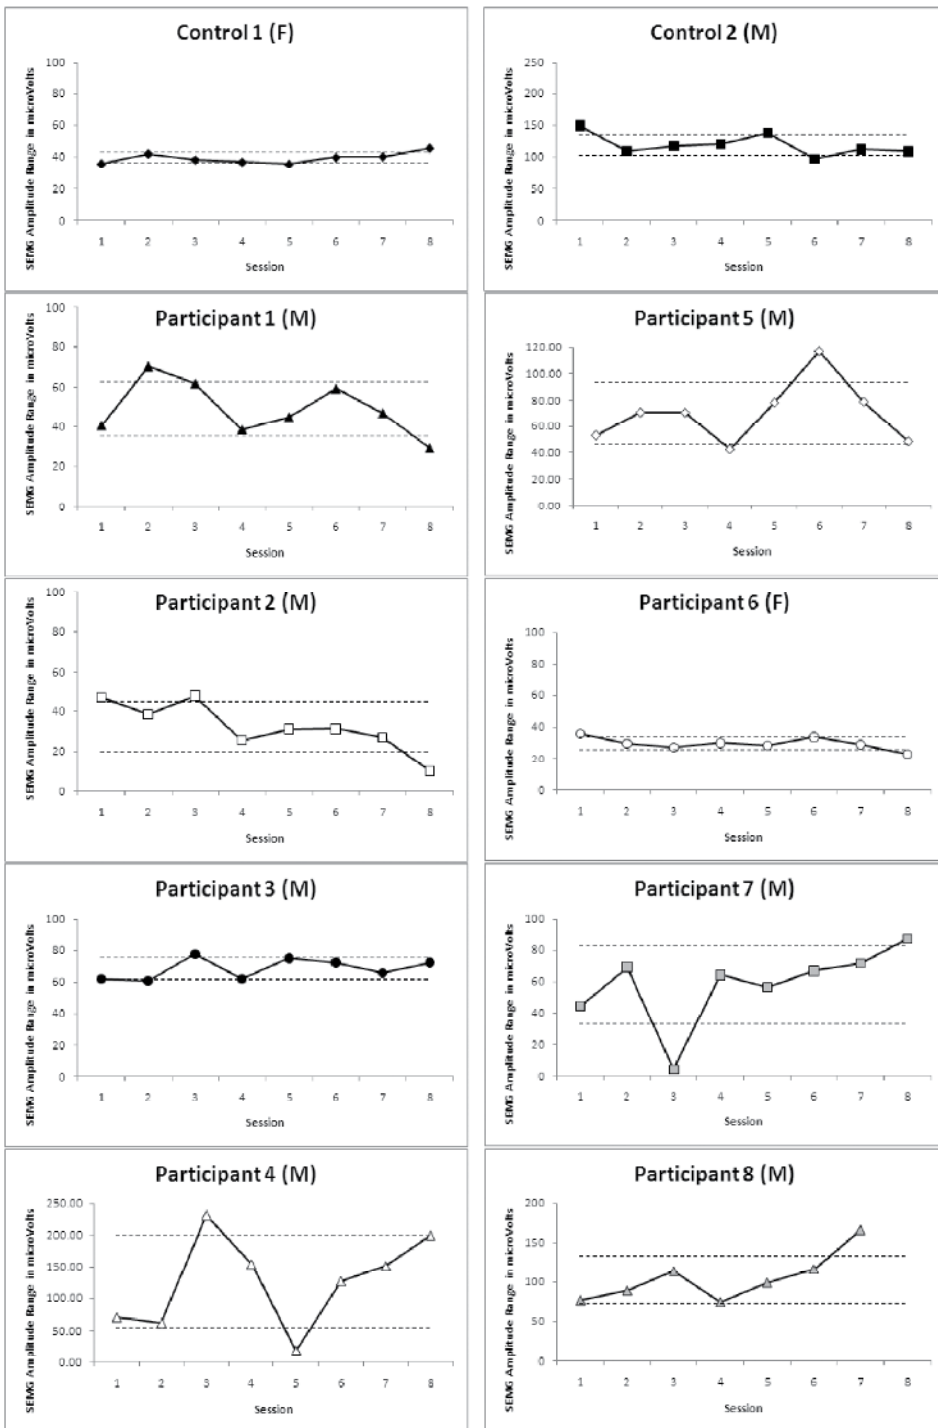 Control 1 (F)
SEMG Amplitude Range in microVolts
100
80
60
40
20
0
1 2 3 4 5 6 7 8
Session
Control 2 (M)
SEMG Amplitude Range in microVolts
250
200
150
100
50
0
1 2 3 4 5 6 7 8
Session
Participant 1 (M)
SEMG Amplitude Range in microVolts
100
80
60
40
20
0
1 2 3 4 5 6 7 8
Session
Participant 5 (M)
SEMG Amplitude Range in microVolts
120.00
100.00
80.00
60.00
40.00
20.00
0.00
1 2 3 4 5 6 7 8
Session
Participant 2 (M)
SEMG Amplitude Range in microVolts
100
80
60
40
20
0
1 2 3 4 5 6 7 8
Session
Participant 6 (F)
SEMG Amplitude Range in microVolts
100
80
60
40
20
0
1 2 3 4 5 6 7 8
Session
Participant 3 (M)
SEMG Amplitude Range in microVolts
100
80
60
40
20
0
1 2 3 4 5 6 7 8
Session
Participant 7 (M)
SEMG Amplitude Range in microVolts
100
80
60
40
20
0
1 2 3 4 5 6 7 8
Session
Participant 4 (M)
SEMG Amplitude Range in microVolts
250.00
200.00
150.00
100.00
50.00
0.00
1 2 3 4 5 6 7 8
Session
Participant 8 (M)
SEMG Amplitude Range in microVolts
200
150
100
50
0
1 2 3 4 5 6 7 8
Session